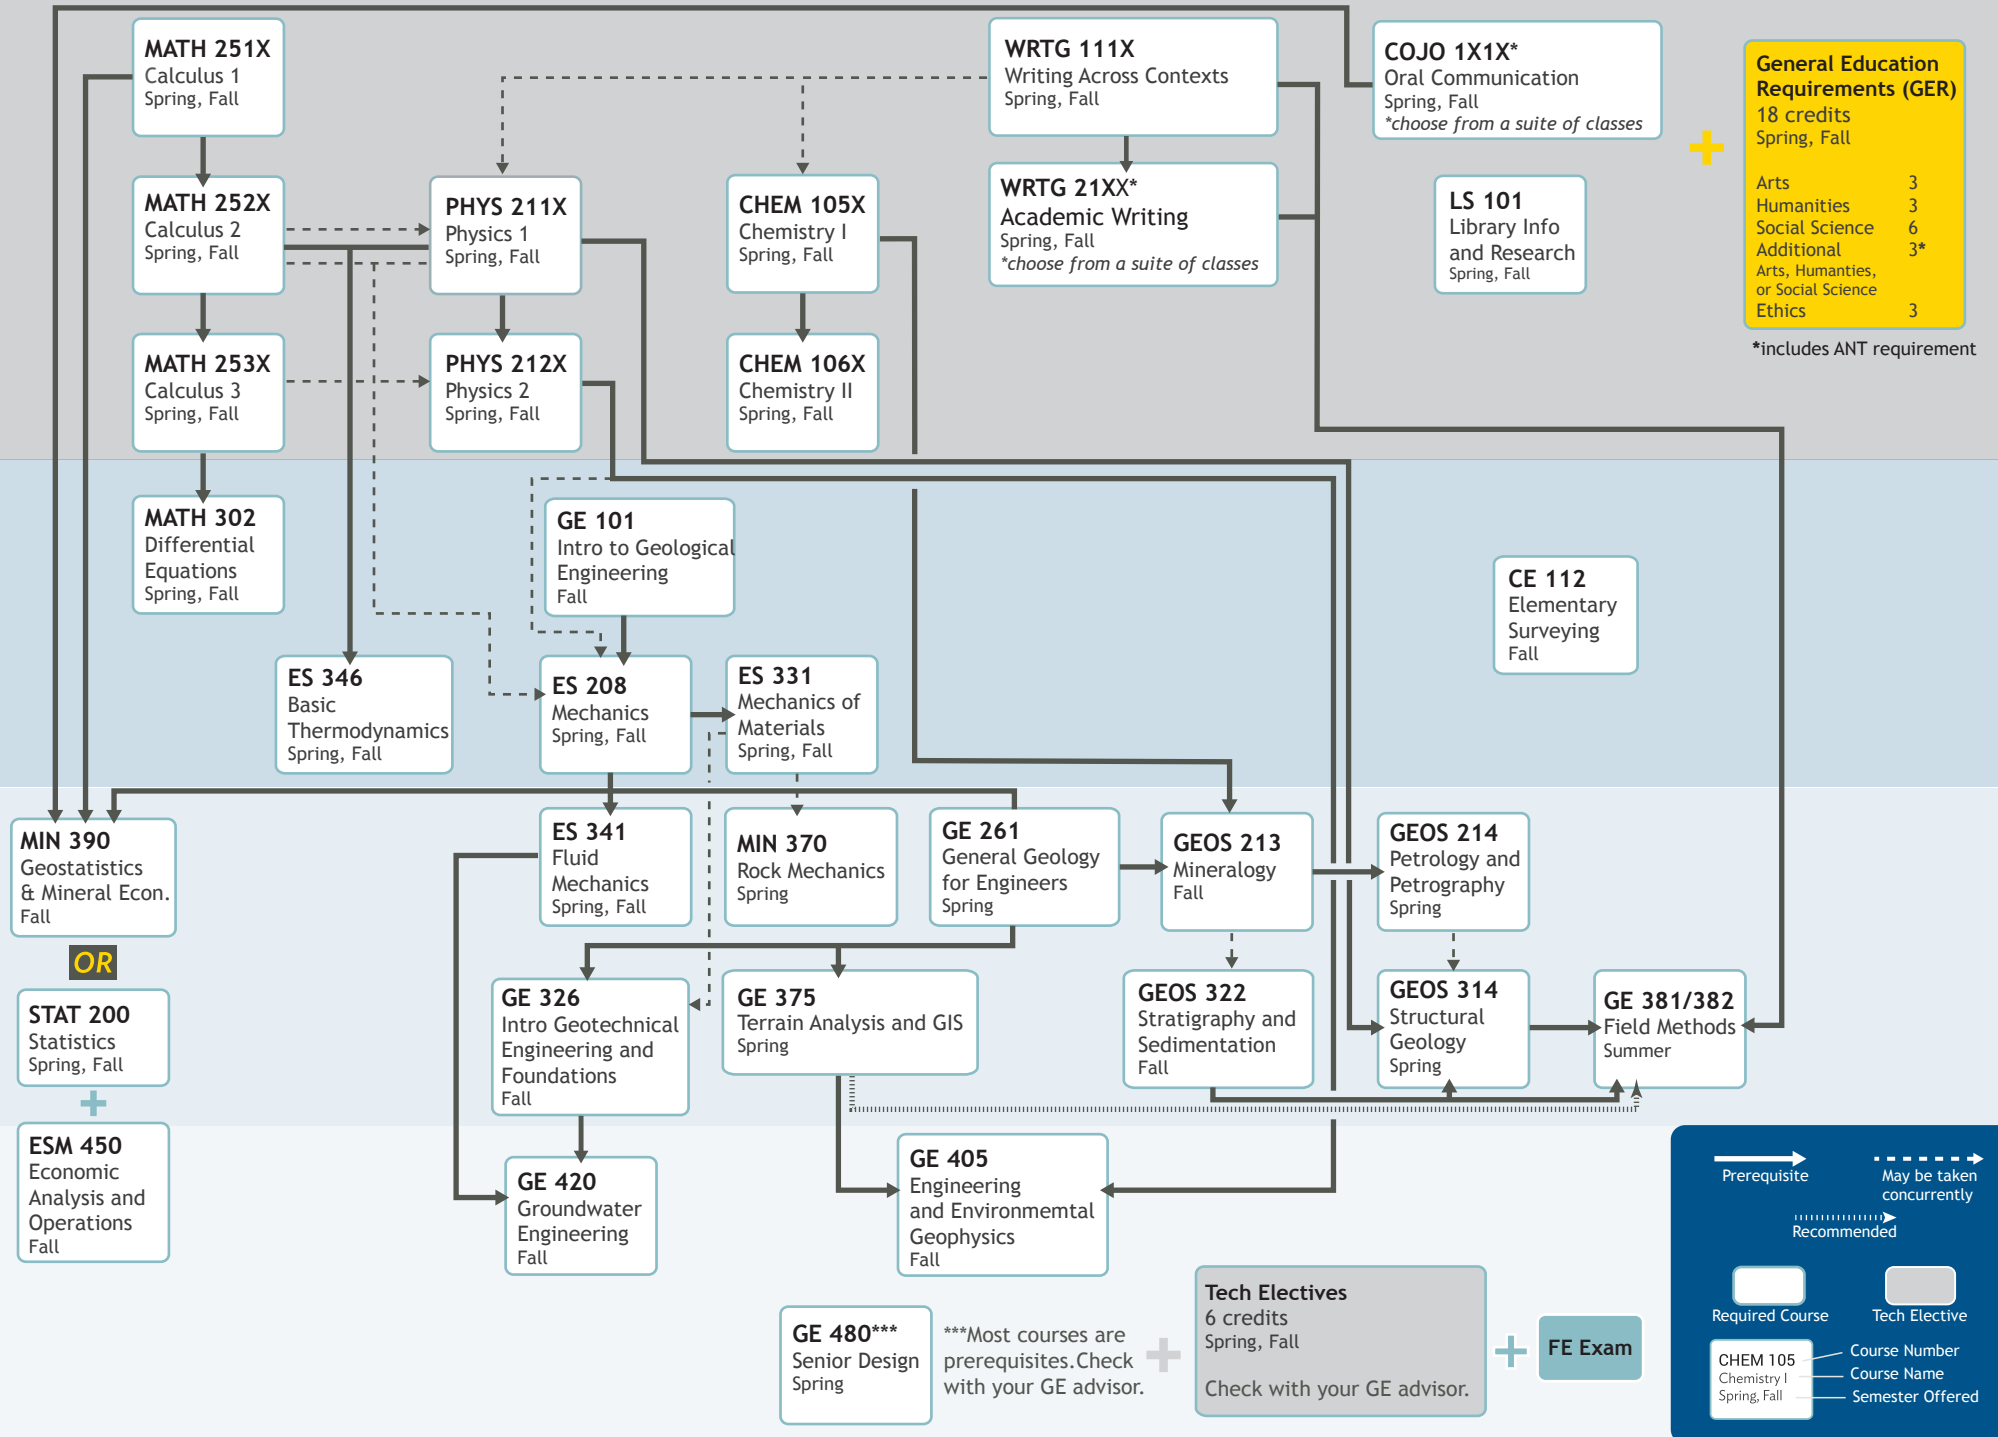 MATH 251X
Calculus 1
Spring, Fall
WRTG 111X
Writing Across Contexts
Spring, Fall
COJO 1X1X*
Oral Communication
Spring, Fall
*choose from a suite of classes
General Education
Requirements (GER)
18 credits
Spring, Fall
Arts 3
Humanities 3
Social Science 6
Additional 3*
Arts, Humanties,
or Social Science
Ethics 3
*includes ANT requirement
MATH 252X
Calculus 2
Spring, Fall
PHYS 211X
Physics 1
Spring, Fall
CHEM 105X
Chemistry I
Spring, Fall
WRTG 21XX*
Academic Writing
Spring, Fall
*choose from a suite of classes
LS 101
Library Info
and Research
Spring, Fall
MATH 253X
Calculus 3
Spring, Fall
PHYS 212X
Physics 2
Spring, Fall
CHEM 106X
Chemistry II
Spring, Fall
MATH 302
Differential
Equations
Spring, Fall
GE 101
Intro to Geological
Engineering
Fall
CE 112
Elementary
Surveying
Fall
ES 346
Basic
Thermodynamics
Spring, Fall
ES 208
Mechanics
Spring, Fall
ES 331
Mechanics of
Materials
Spring, Fall
MIN 390
Geostatistics
& Mineral Econ.
Fall
ES 341
Fluid
Mechanics
Spring, Fall
MIN 370
Rock Mechanics
Spring
GE 261
General Geology
for Engineers
Spring
GEOS 213
Mineralogy
Fall
GEOS 214
Petrology and
Petrography
Spring
OR
STAT 200
Statistics
Spring, Fall
GE 326
Intro Geotechnical
Engineering and
Foundations
Fall
GE 375
Terrain Analysis and GIS
Spring
GEOS 322
Stratigraphy and
Sedimentation
Fall
GEOS 314
Structural
Geology
Spring
GE 381/382
Field Methods
Summer
+
ESM 450
Economic
Analysis and
Operations
Fall
GE 420
Groundwater
Engineering
Fall
GE 405
Engineering
and Environmemtal
Geophysics
Fall
GE 480***
Senior Design
Spring
***Most courses are
prerequisites.Check
with your GE advisor.
+
Tech Electives
6 credits
Spring, Fall
Check with your GE advisor.
+
FE Exam
Prerequisite
May be taken
concurrently
Recommended
Required Course
Tech Elective
CHEM 105
Chemistry I
Spring, Fall
Course Number
Course Name
Semester Offered